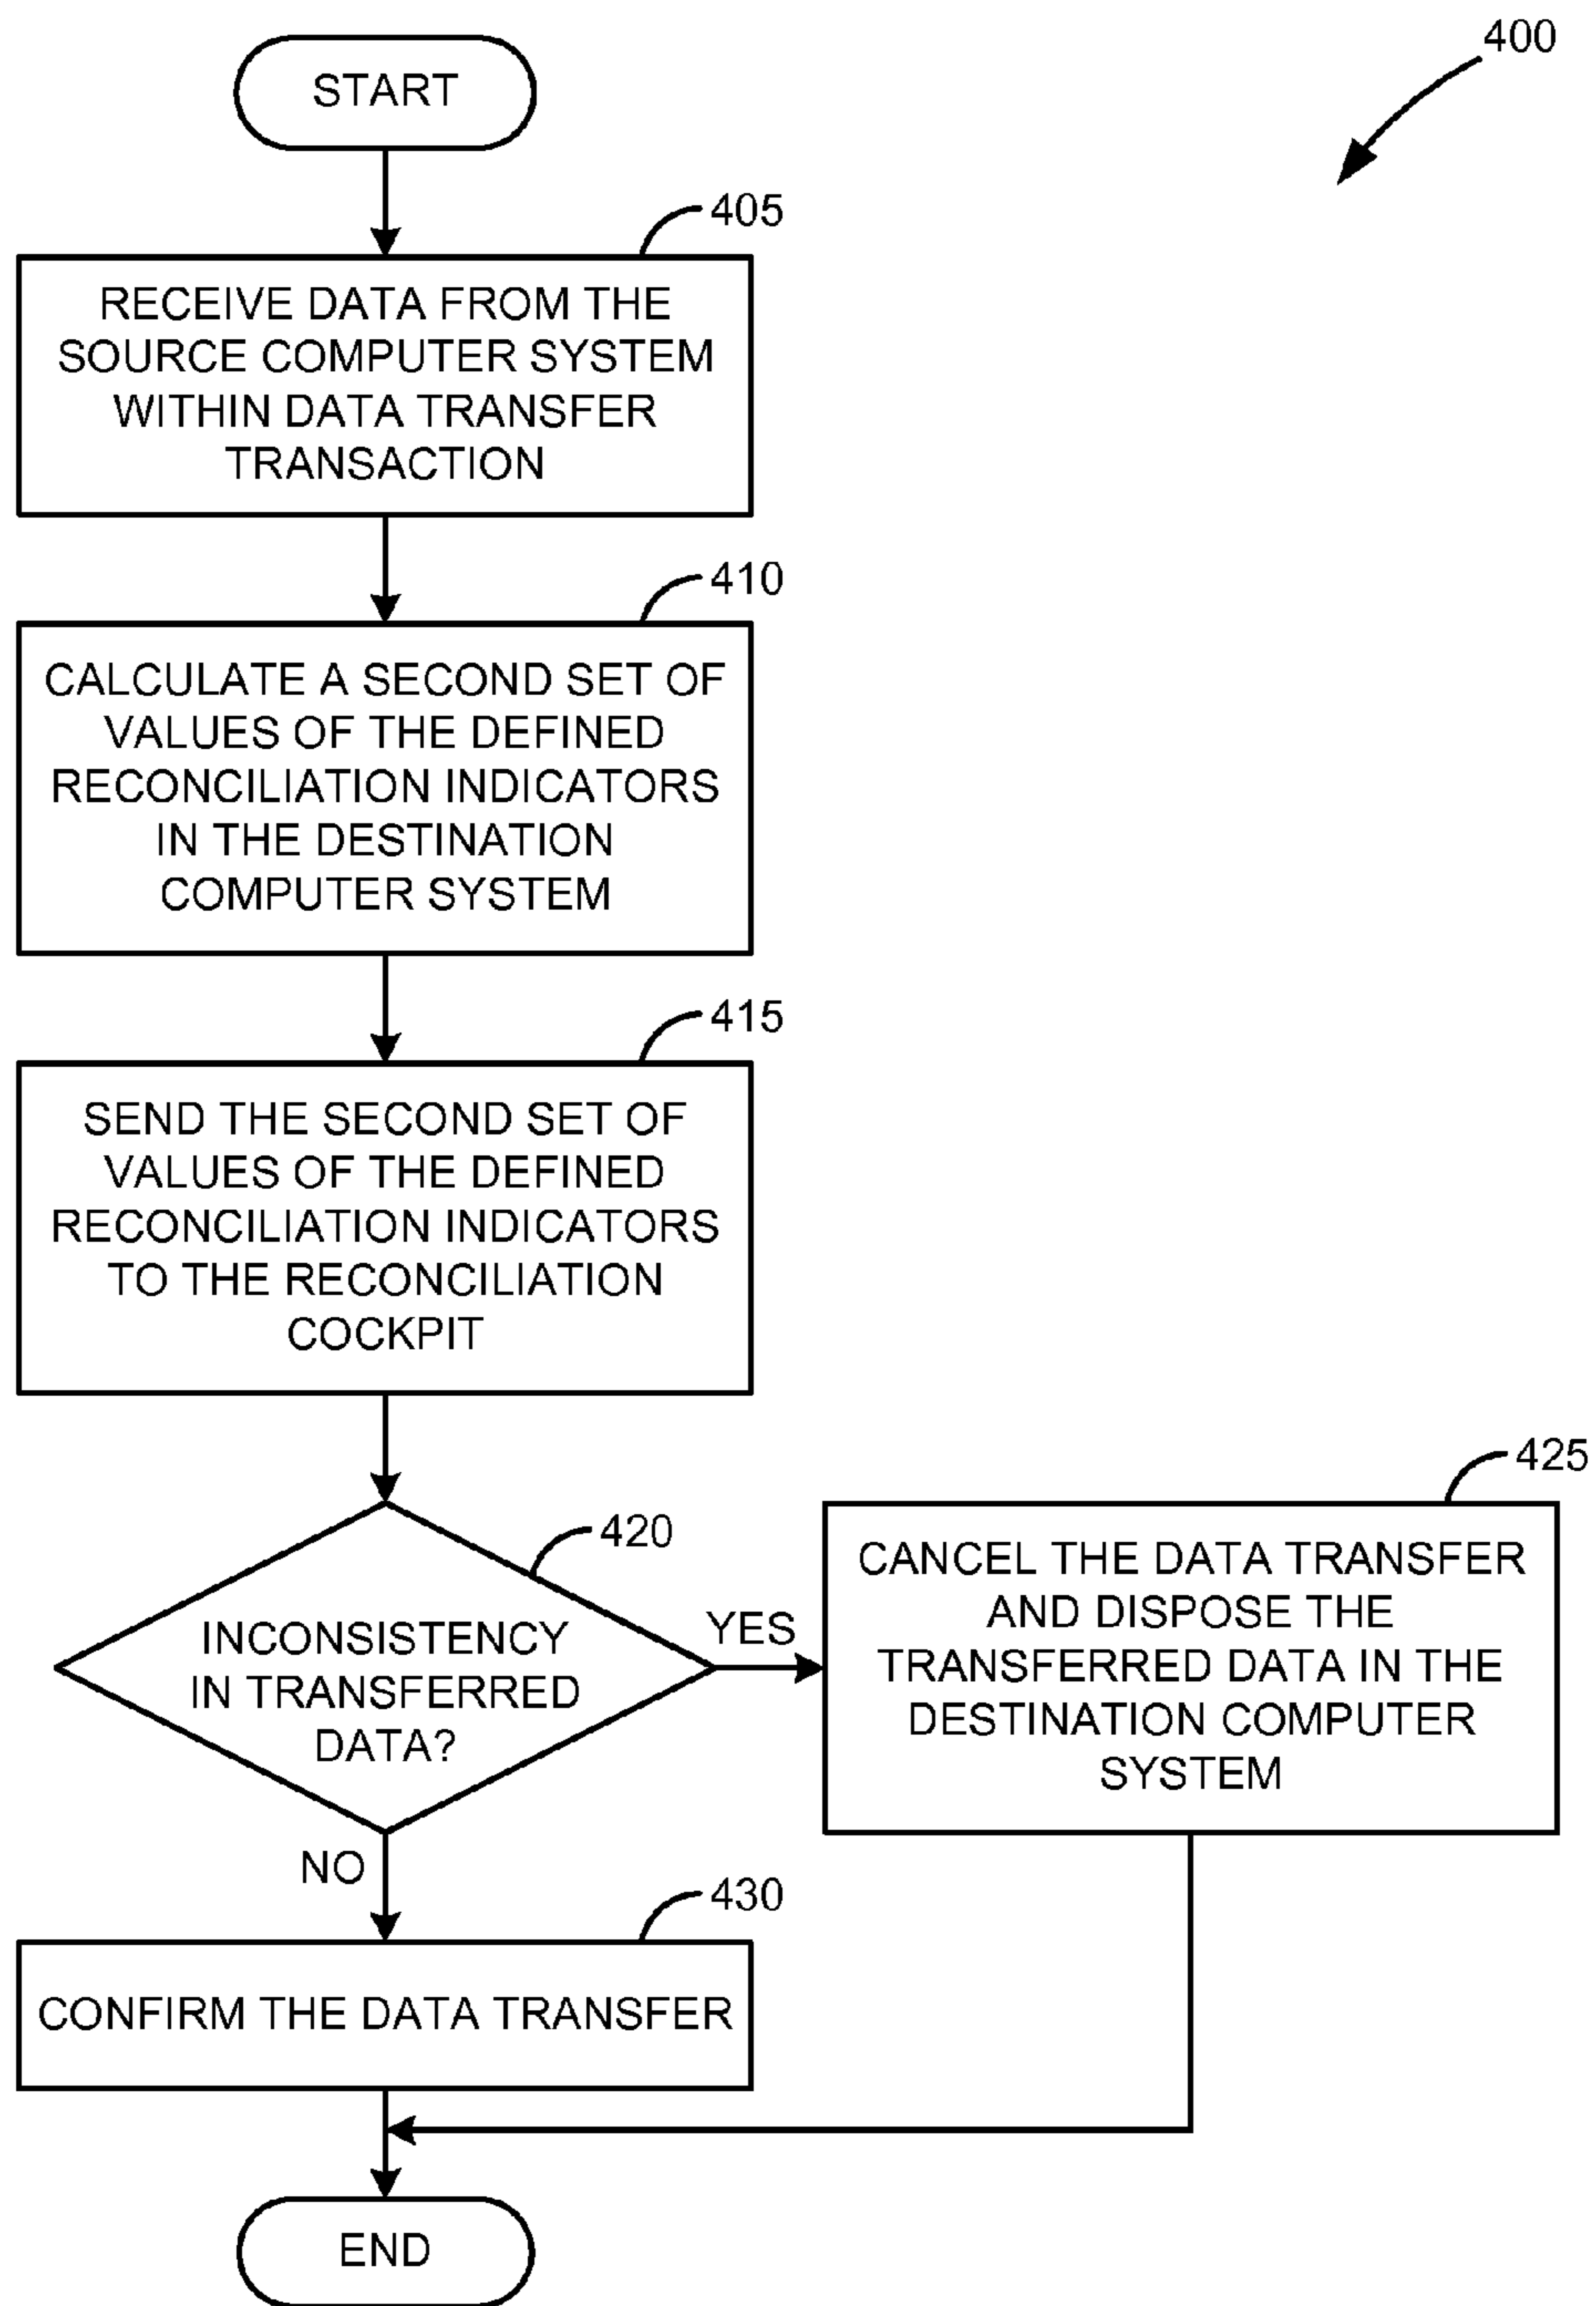 400
START
405
RECEIVE DATA FROM THE
SOURCE COMPUTER SYSTEM
WITHIN DATA TRANSFER
TRANSACTION
410
CALCULATE A SECOND SET OF
VALUES OF THE DEFINED
RECONCILIATION INDICATORS
IN THE DESTINATION
COMPUTER SYSTEM
415
SEND THE SECOND SET OF
VALUES OF THE DEFINED
RECONCILIATION INDICATORS
TO THE RECONCILIATION
COCKPIT
420
INCONSISTENCY
IN TRANSFERRED
DATA?
YES
425
CANCEL THE DATA TRANSFER
AND DISPOSE THE
TRANSFERRED DATA IN THE
DESTINATION COMPUTER
SYSTEM
NO
430
CONFIRM THE DATA TRANSFER
END